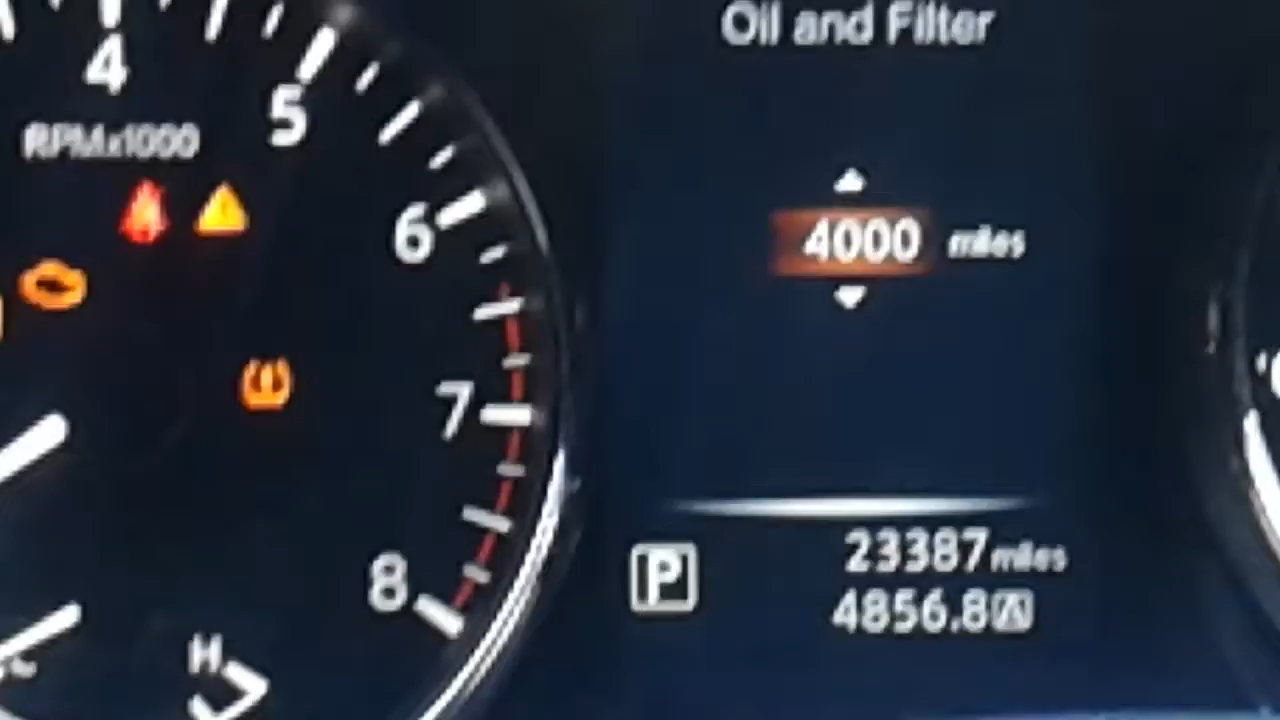 Oil and Filter
4
5
RPMx1000
6
7
8
H
4000 miles
P
23387 miles
4856.8 A